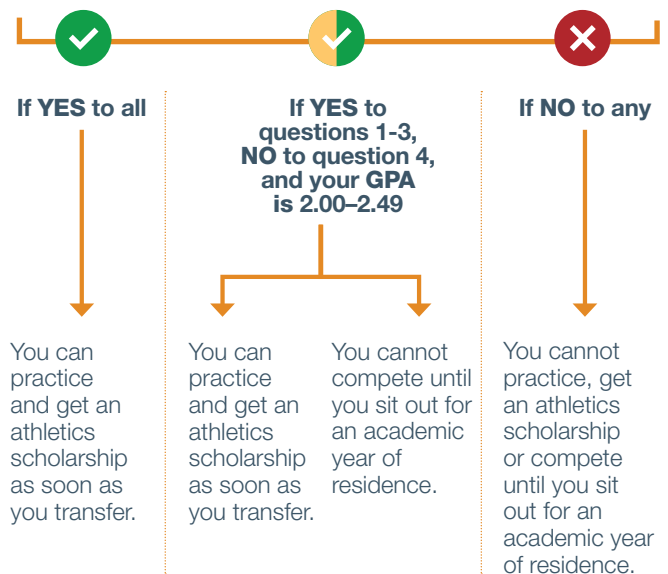 If YES to all
If YES to
questions 1-3,
NO to question 4,
and your GPA
is 2.00–2.49
If NO to any
You can
practice
and get an
athletics
scholarship
as soon as
you transfer.
You can
practice
and get an
athletics
scholarship
as soon as
you transfer.
You cannot
compete until
you sit out for
an academic
year of
residence.
You cannot
practice, get
an athletics
scholarship
or compete
until you sit
out for an
academic year
of residence.